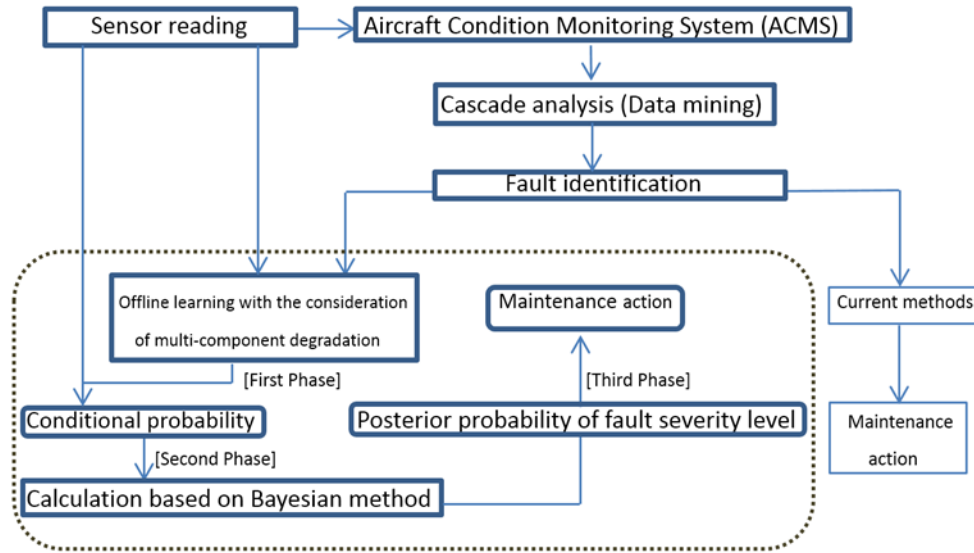 Sensor reading
Aircraft Condition Monitoring System (ACMS)
Cascade analysis (Data mining)
Fault identification
Offline learning with the consideration
of multi-component degradation
Maintenance action
Current methods
[First Phase]
[Third Phase]
Conditional probability
Posterior probability of fault severity level
Maintenance
action
[Second Phase]
Calculation based on Bayesian method